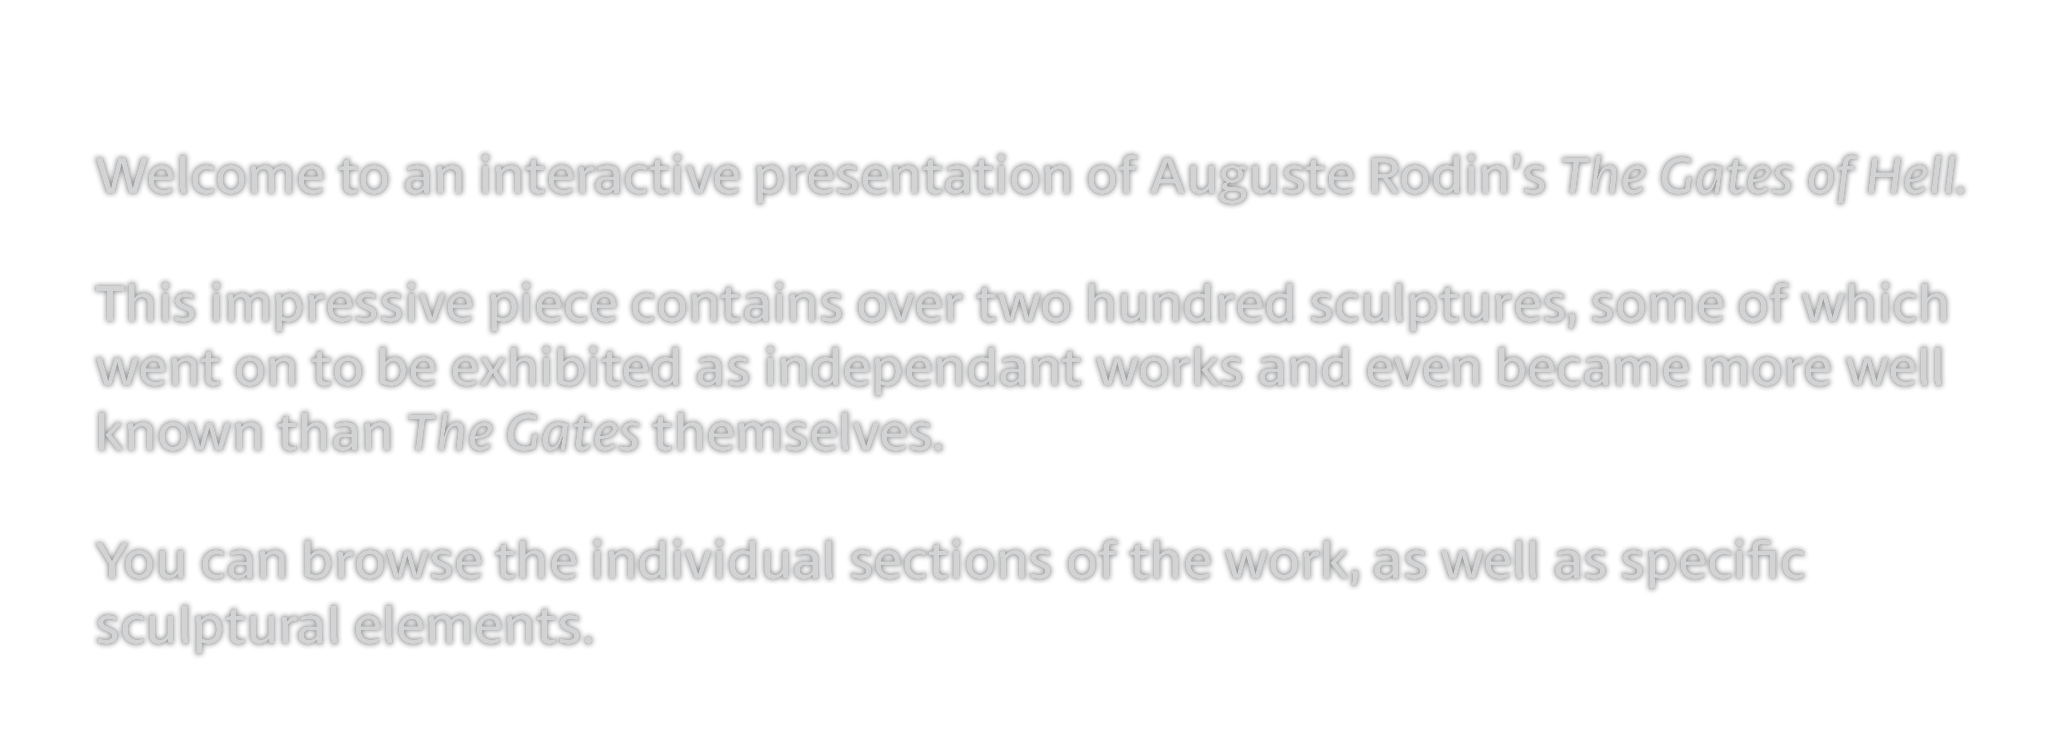 Welcome to an interactive presentation of Auguste Rodin's The Gates of Hell.
This impressive piece contains over two hundred sculptures, some of which
went on to be exhibited as independant works and even became more well
known than The Gates themselves.
You can browse the individual sections of the work, as well as specific
sculptural elements.